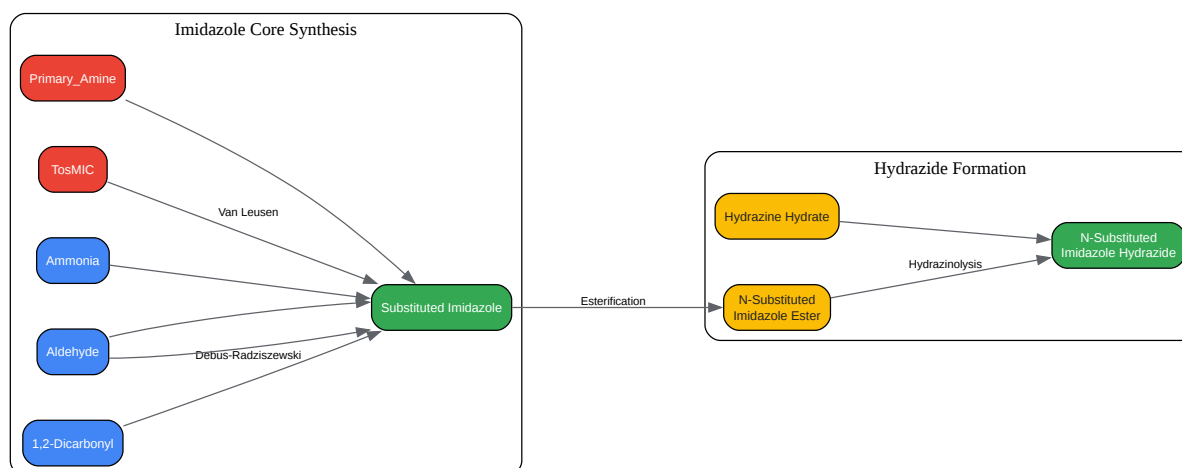 Imidazole Core Synthesis
Primary_Amine
TosMIC
Van Leusen
Ammonia
Substituted Imidazole
Aldehyde
Debus-Radziszewski
1,2-Dicarbonyl
Esterification
Hydrazide Formation
Hydrazine Hydrate
N-Substituted
Imidazole Hydrazide
Hydrazinolysis
N-Substituted
Imidazole Ester